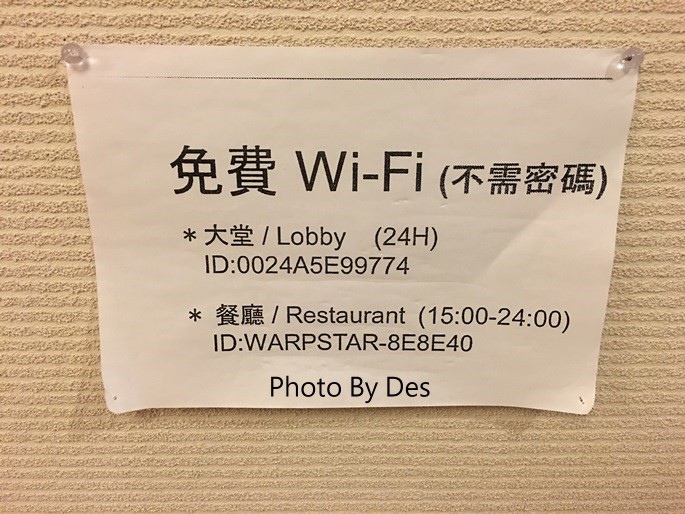 免費 Wi-Fi (不需密碼)
＊大堂 / Lobby (24H)
ID:0024A5E99774
＊ 餐廳 / Restaurant (15:00-24:00)
ID:WARPSTAR-8E8E40
Photo By Des